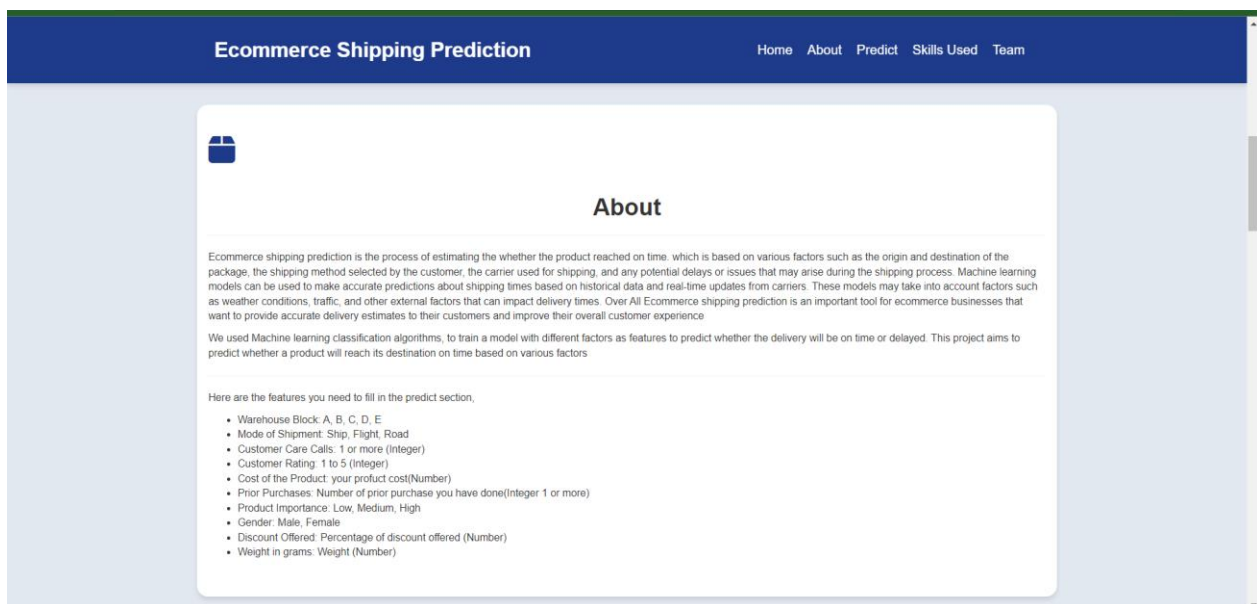 Ecommerce Shipping Prediction
Home About Predict Skills Used Team
About
Ecommerce shipping prediction is the process of estimating the whether the product reached on time. which is based on various factors such as the origin and destination of the
package, the shipping method selected by the customer, the carrier used for shipping, and any potential delays or issues that may arise during the shipping process. Machine learning
models can be used to make accurate predictions about shipping times based on historical data and real-time updates from carriers. These models may take into account factors such
as weather conditions, traffic, and other external factors that can impact delivery times. Over All Ecommerce shipping prediction is an important tool for ecommerce businesses that
want to provide accurate delivery estimates to their customers and improve their overall customer experience
We used Machine learning classification algorithms, to train a model with different factors as features to predict whether the delivery will be on time or delayed. This project aims to
predict whether a product will reach its destination on time based on various factors
Here are the features you need to fill in the predict section,
• Warehouse Block: A, B, C, D, E
• Mode of Shipment: Ship, Flight, Road
• Customer Care Calls: 1 or more (Integer)
• Customer Rating: 1 to 5 (Integer)
• Cost of the Product: your profuct cost(Number)
• Prior Purchases: Number of prior purchase you have done(Integer 1 or more)
• Product Importance: Low, Medium, High
• Gender: Male, Female
• Discount Offered: Percentage of discount offered (Number)
• Weight in grams: Weight (Number)